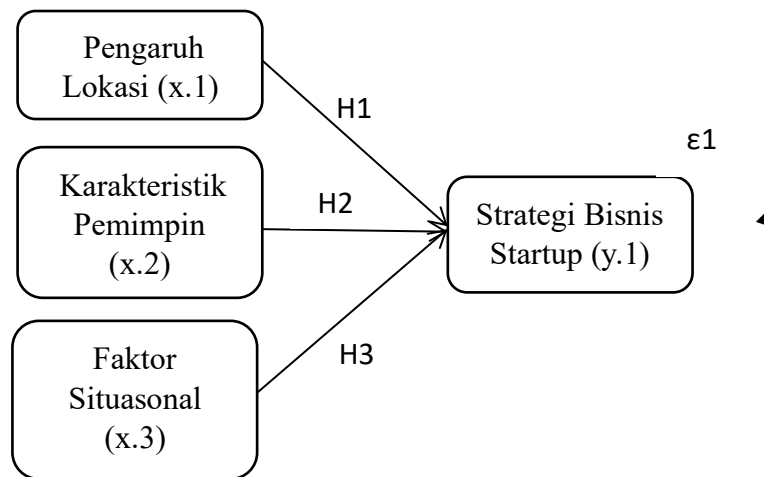 Pengaruh
Lokasi (x.1)
H1
ε1
Karakteristik
Pemimpin
(x.2)
H2
Strategi Bisnis
Startup (y.1)
H3
Faktor
Situasonal
(x.3)